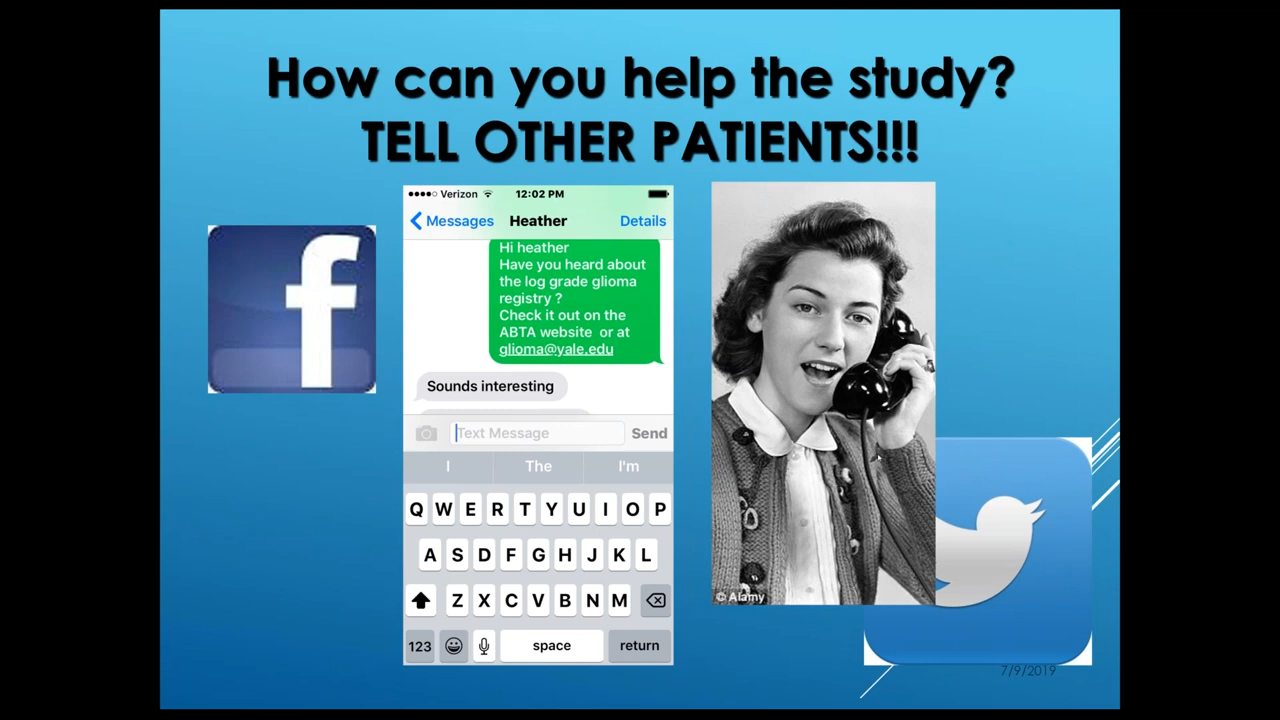 How can you help the study?
TELL OTHER PATIENTS!!!
f
Verizon 12:02 PM
Messages Heather Details
Hi heather
Have you heard about
the log grade glioma
registry ?
Check it out on the
ABTA website or at
glioma@yale.edu
Sounds interesting
Text Message Send
I The I'm
Q W E R T Y U I O P
A S D F G H J K L
Z X C V B N M
123 space return
© Alamy
7/9/2019